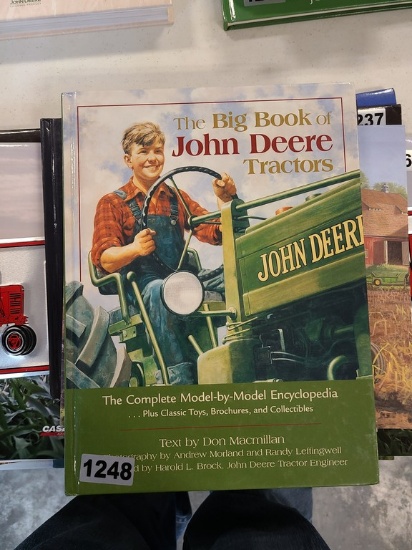 The Big Book of
John Deere
Tractors
237
JOHN DEERE
The Complete Model-by-Model Encyclopedia
. . . Plus Classic Toys, Brochures, and Collectibles
Text by Don Macmillan
by Andrew Morland and Randy Leffingwell
by Harold L. Brock, John Deere Tractor Engineer
1248
CASE